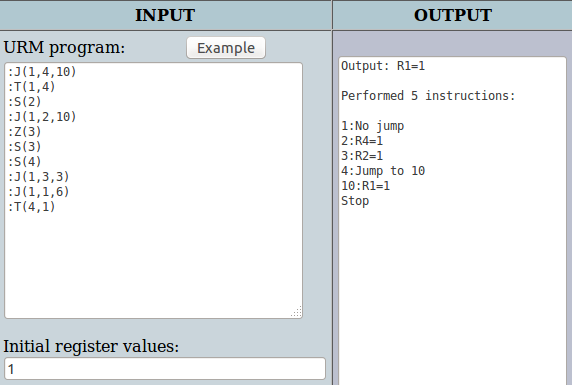 INPUT
URM program:
Example
:J(1,4,10)
:T(1,4)
:S(2)
:J(1,2,10)
:Z(3)
:S(3)
:S(4)
:J(1,3,3)
:J(1,1,6)
:T(4,1)
Initial register values:
1
OUTPUT
Output: R1=1
Performed 5 instructions:
1:No jump
2:R4=1
3:R2=1
4:Jump to 10
10:R1=1
Stop